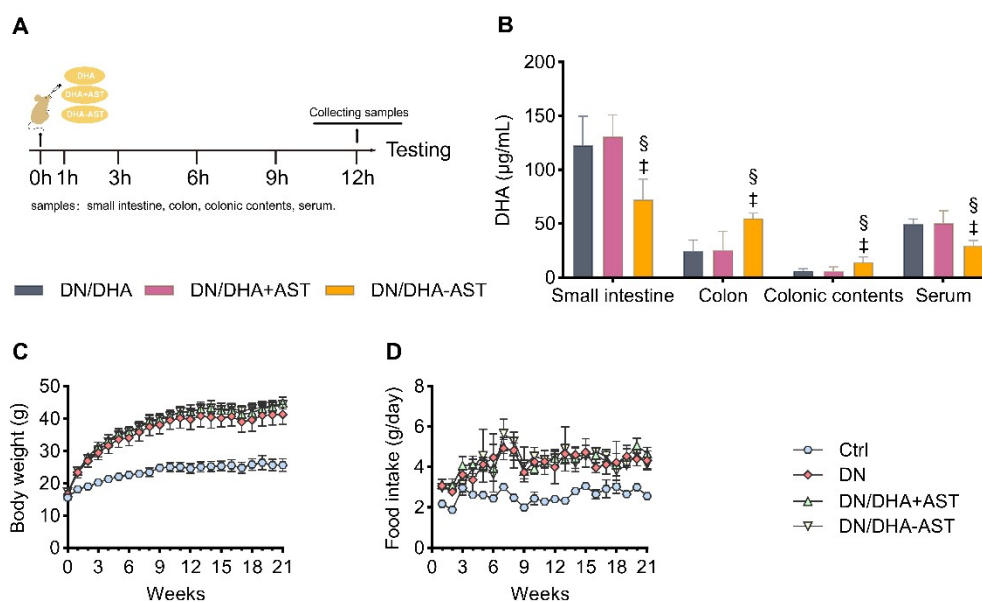 A
DHA
DHA+AST
DHA-AST
Collecting samples
Testing
0h 1h 3h 6h 9h 12h
samples: small intestine, colon, colonic contents, serum.
DN/DHA DN/DHA+AST DN/DHA-AST
B
DHA (µg/mL)
200
150
100
50
0
§
‡
§
‡
§
‡
§
‡
Small intestine Colon Colonic contents Serum
C
Body weight (g)
50
40
30
20
10
0
0 3 6 9 12 15 18 21
Weeks
D
Food intake (g/day)
8
6
4
2
0
0 3 6 9 12 15 18 21
Weeks
Ctrl
DN
DN/DHA+AST
DN/DHA-AST